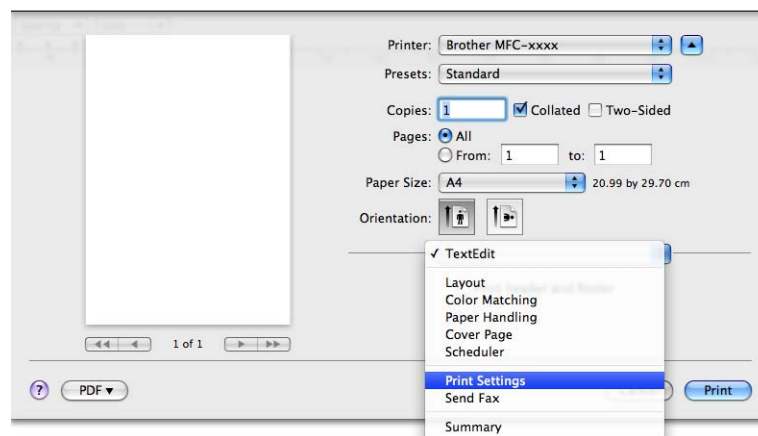 Printer: Brother MFC-xxxx
Presets: Standard
Copies: 1 Collated Two-Sided
Pages: All
From: 1 to: 1
Paper Size: A4 20.99 by 29.70 cm
Orientation:
✓ TextEdit
Layout
Color Matching
Paper Handling
Cover Page
Scheduler
Print Settings
Send Fax
Summary
1 of 1
? PDF▼ Print